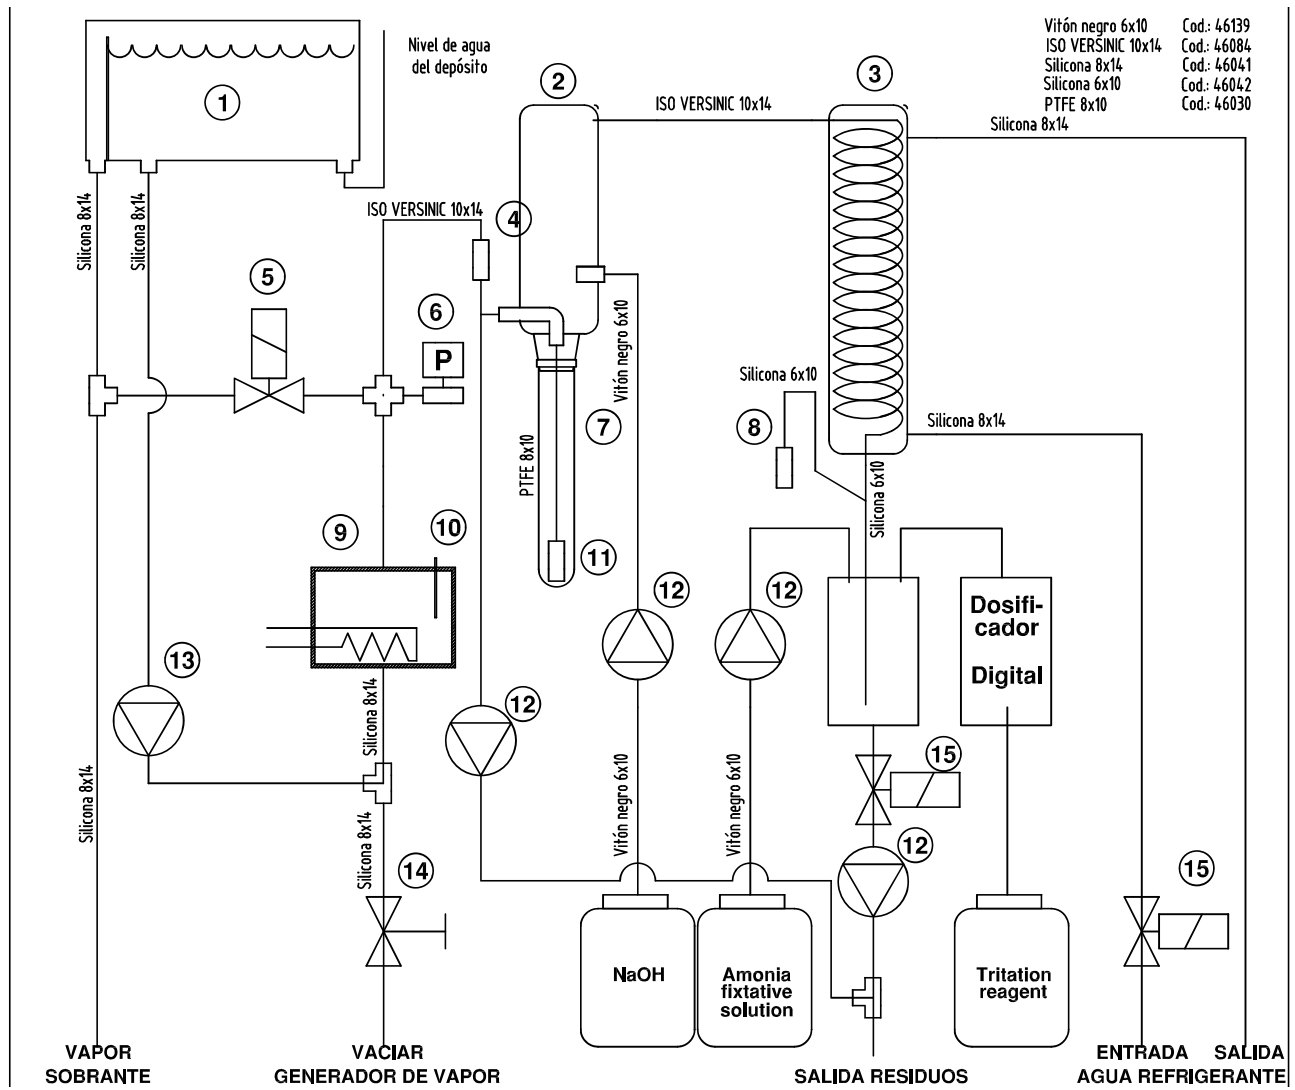 Vitón negro 6x10 Cod.: 46139
ISO VERSINIC 10x14 Cod.: 46084
Silicona 8x14 Cod.: 46041
Silicona 6x10 Cod.: 46042
PTFE 8x10 Cod.: 46030
Nivel de agua
del depósito
1
2
3
ISO VERSINIC 10x14
Silicona 8x14
Silicona 8x14
Silicona 8x14
ISO VERSINIC 10x14
4
5
6
P
Vitón negro 6x10
Silicona 6x10
7
8
Silicona 8x14
PTFE 8x10
Silicona 6x10
9
10
11
12
12
Dosifi-
cador
Digital
13
12
Silicona 8x14
Silicona 8x14
Silicona 8x14
Vitón negro 6x10
Vitón negro 6x10
15
12
14
15
NaOH
Amonia
fixtative
solution
Tritation
reagent
VAPOR
SOBRANTE
VACIAR
GENERADOR DE VAPOR
SALIDA RESIDUOS
ENTRADA SALIDA
AGUA REFRIGERANTE